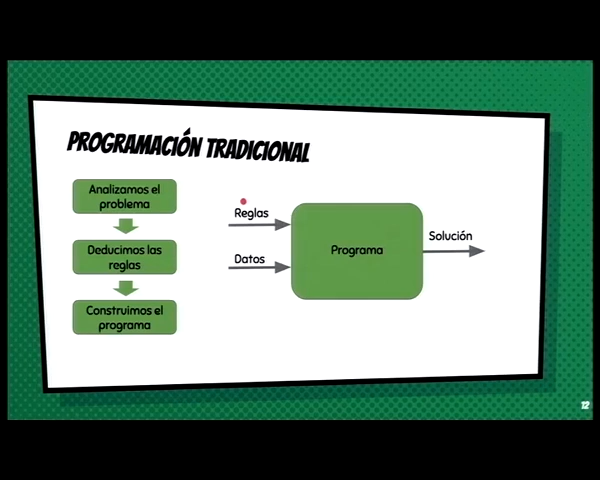 PROGRAMACIÓN TRADICIONAL
Analizamos el
problema
Deducimos las
reglas
Construimos el
programa
Reglas
Datos
Programa
Solución
12